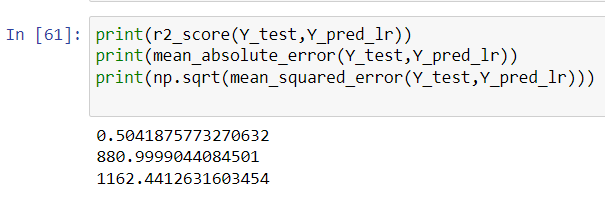 In [61]: print(r2_score(Y_test,Y_pred_lr))
print(mean_absolute_error(Y_test,Y_pred_lr))
print(np.sqrt(mean_squared_error(Y_test,Y_pred_lr)))
0.5041875773270632
880.9999044084501
1162.4412631603454